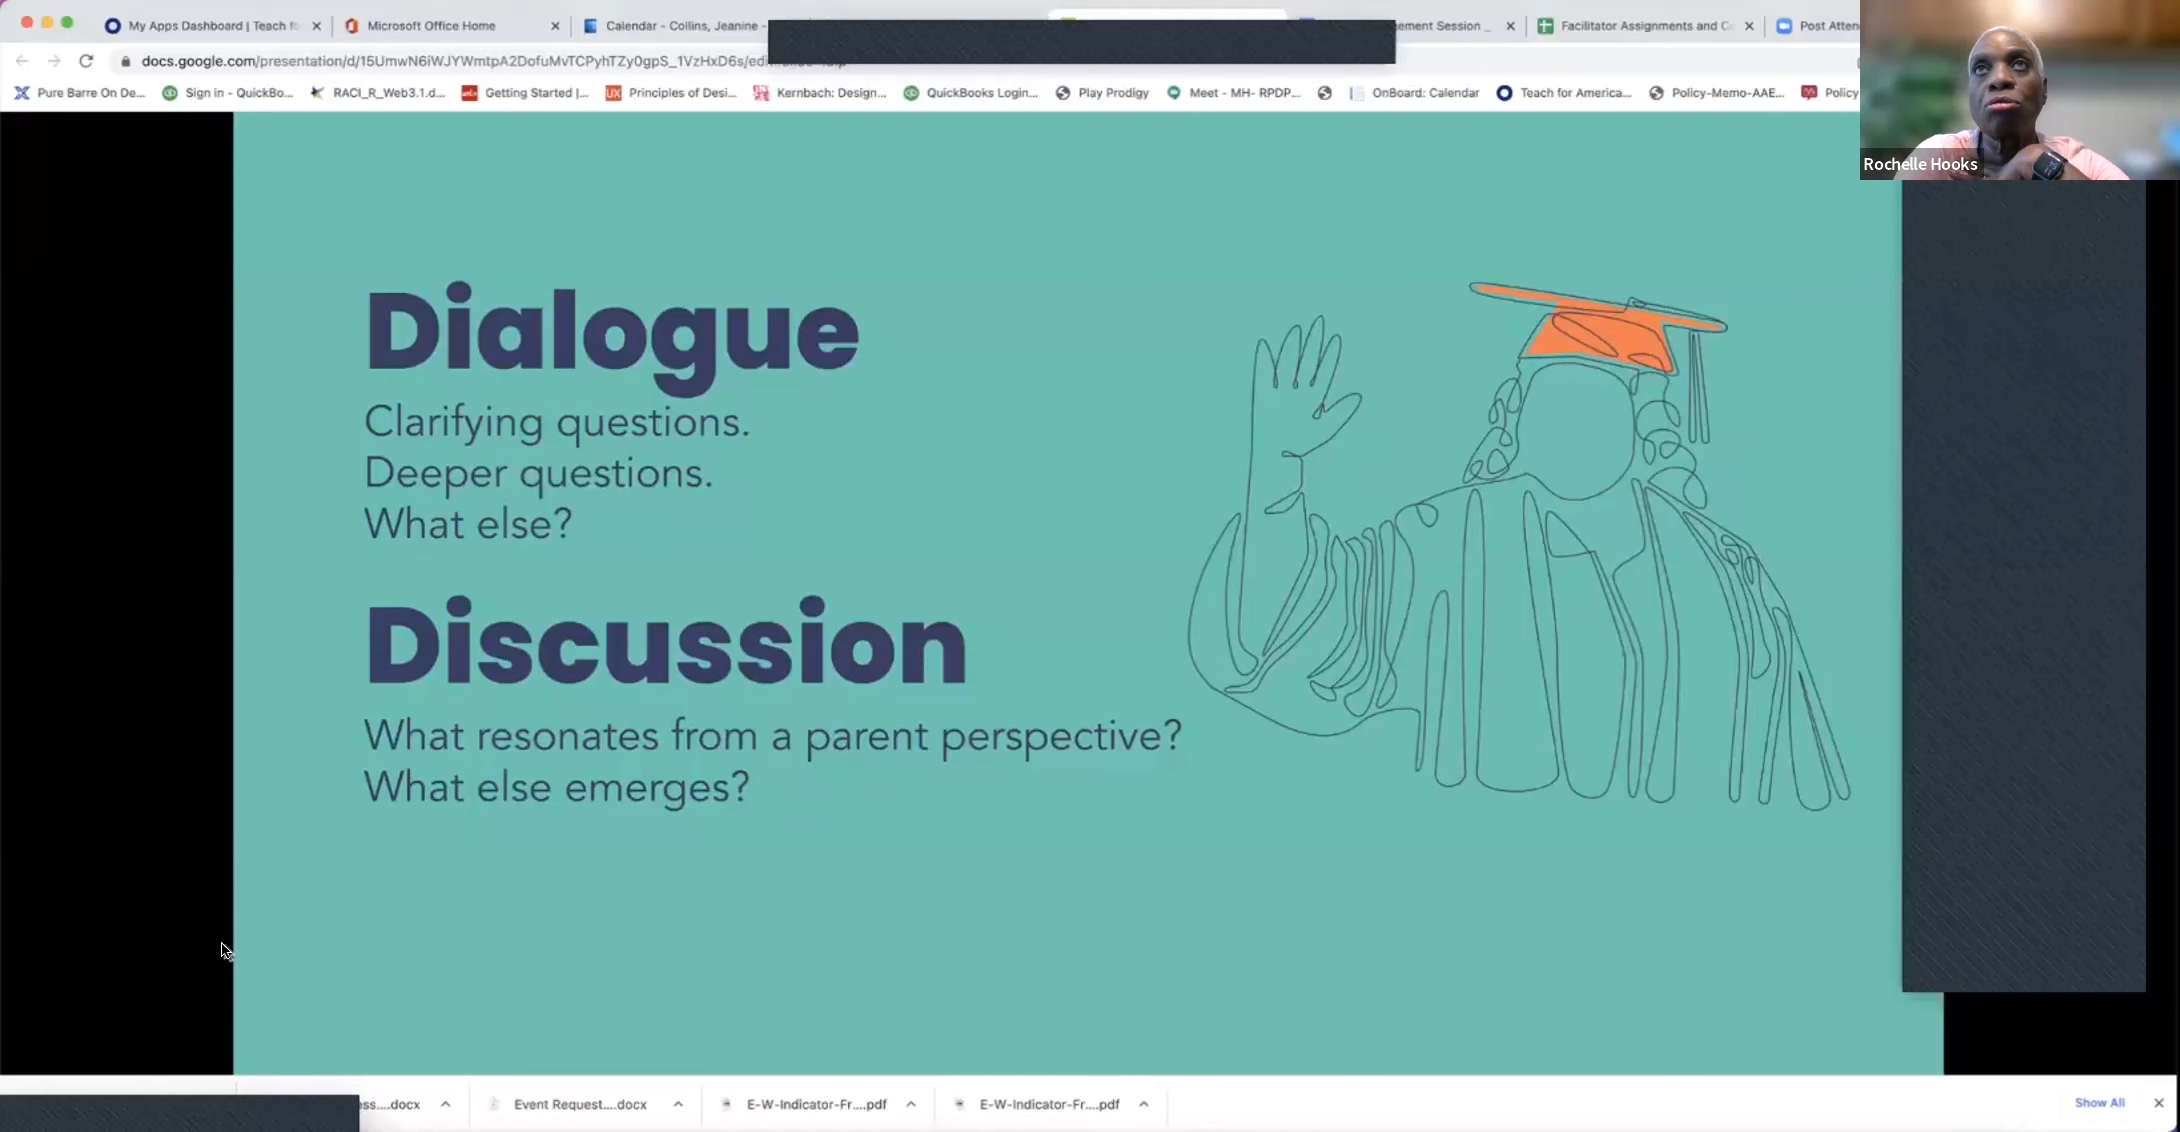 My Apps Dashboard | Teach fo
Microsoft Office Home
Calendar - Collins, Jeanine -
ement Session
Facilitator Assignments and C
Post Atten
docs.google.com/presentation/d/15UmwN6iWJYWmtpA2DofuMvTCPyhTZy0gpS_1VzHxD6s/edi
Pure Barre On De...
Sign in - QuickBo...
RACI_R_Web3.1.d...
Getting Started |...
Principles of Desi...
Kernbach: Design...
QuickBooks Login...
Play Prodigy
Meet - MH- RPDP...
OnBoard: Calendar
Teach for America...
Policy-Memo-AAE...
Policy
Rochelle Hooks
Dialogue
Clarifying questions.
Deeper questions.
What else?
Discussion
What resonates from a parent perspective?
What else emerges?
ess....docx
Event Request....docx
E-W-Indicator-Fr....pdf
E-W-Indicator-Fr....pdf
Show All